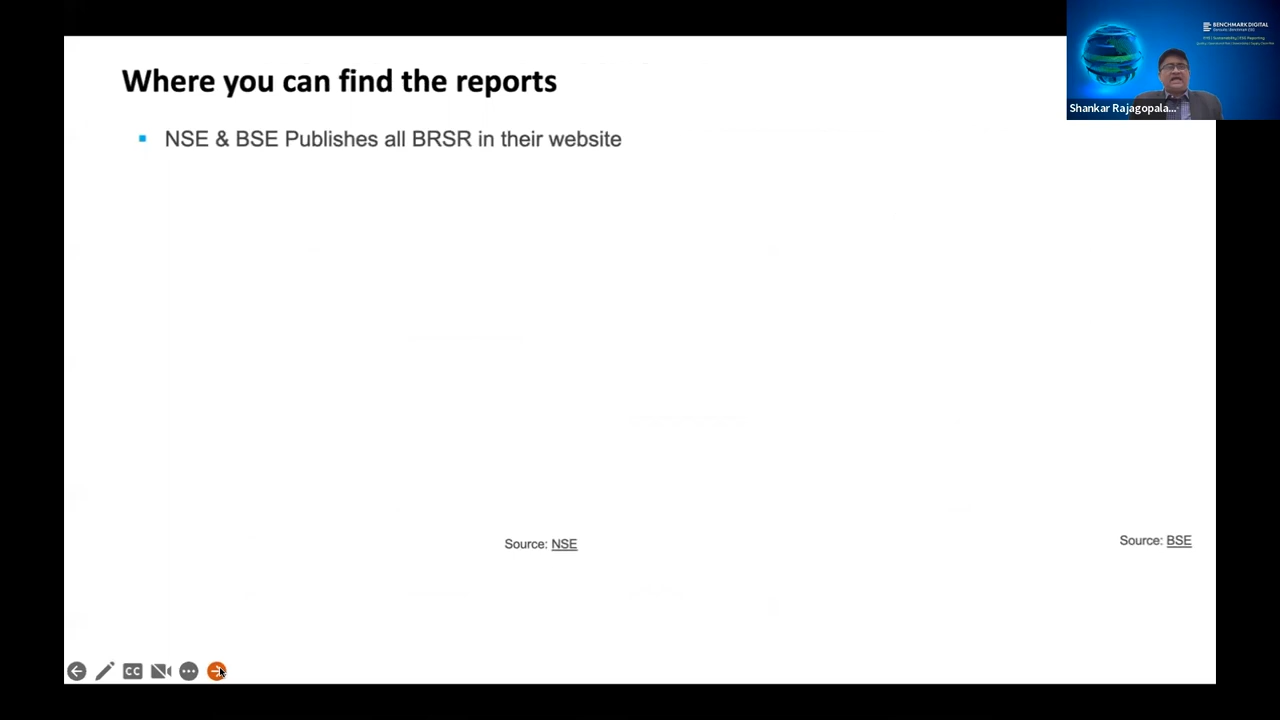 Where you can find the reports
NSE & BSE Publishes all BRSR in their website
Source: NSE
Source: BSE
BENCHMARK DIGITAL
Shankar Rajagopala...
CC